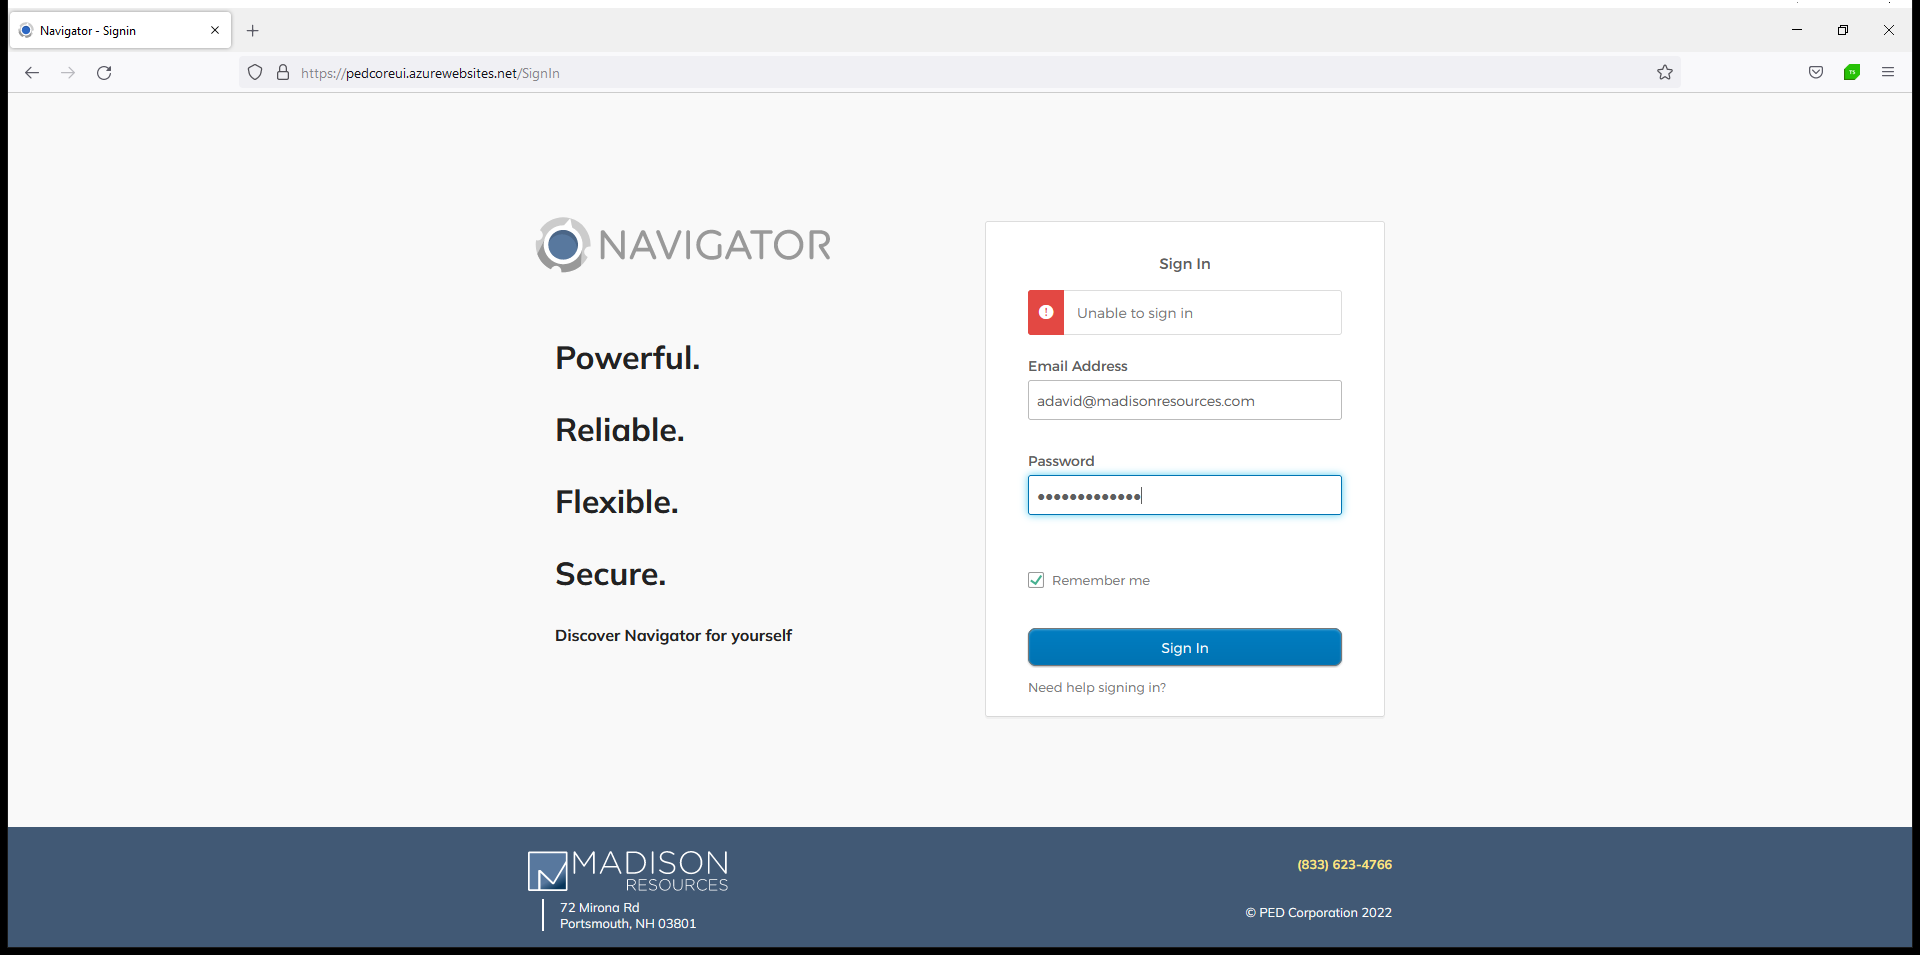 Navigator - Signin
https://pedcoreui.azurewebsites.net/SignIn
TS
NAVIGATOR
Powerful.
Reliable.
Flexible.
Secure.
Discover Navigator for yourself
Sign In
Unable to sign in
Email Address
adavid@madisonresources.com
Password
•••••••••••••
Remember me
Sign In
Need help signing in?
MADISON
RESOURCES
72 Mirona Rd
Portsmouth, NH 03801
(833) 623-4766
© PED Corporation 2022